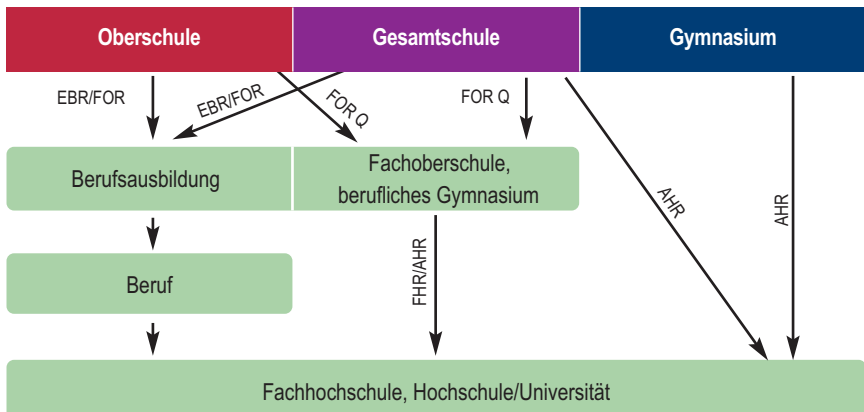 Oberschule
Gesamtschule
Gymnasium
EBR/FOR
EBR/FOR
FOR Q
FOR Q
Berufsausbildung
Fachoberschule,
berufliches Gymnasium
AHR
AHR
FHR/AHR
Beruf
Fachhochschule, Hochschule/Universität